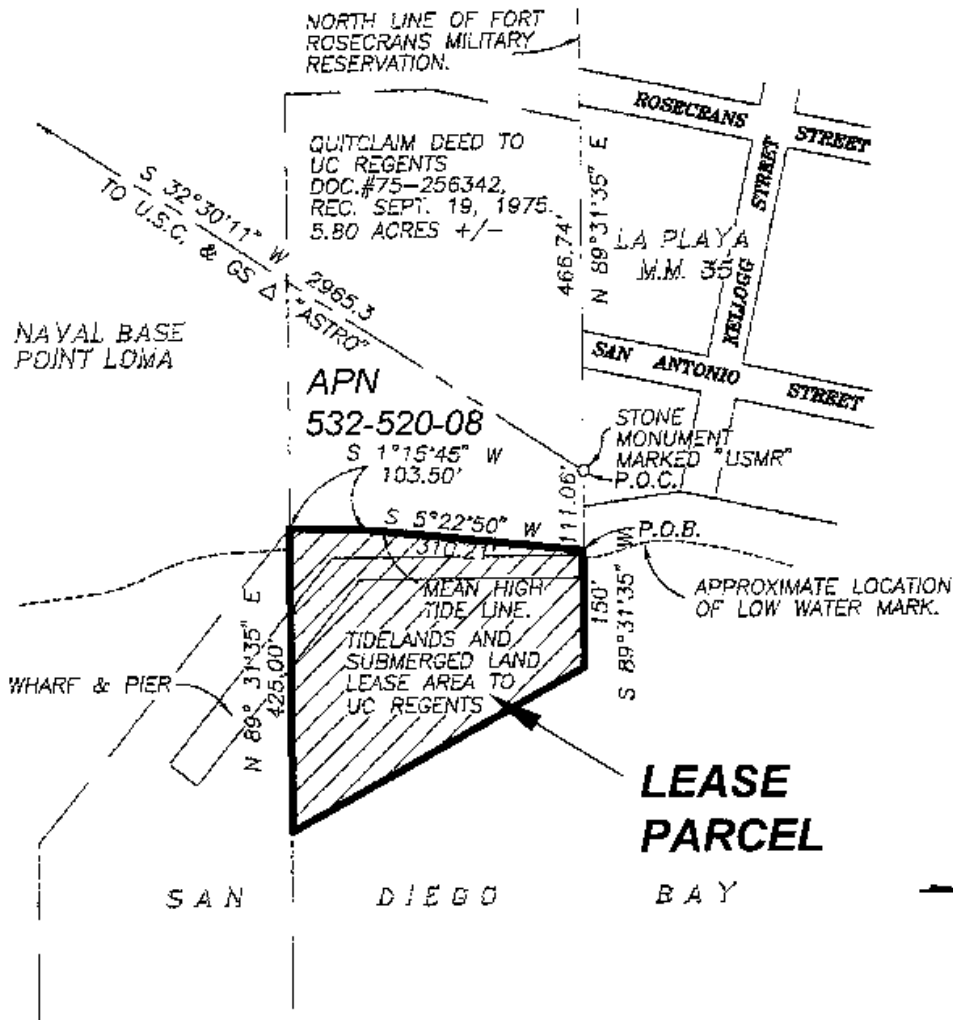 NORTH LINE OF FORT
ROSECRANS MILITARY
RESERVATION.
ROSECRANS STREET
QUITCLAIM DEED TO
UC REGENTS
DOC.#75-256342,
REC. SEPT. 19, 1975.
5.80 ACRES +/-
N 89°31'35" E
466.74'
LA PLAYA
M.M. 35
KELLOGG STREET
S 32°30'11" W 2965.3
TO U.S.C. & GS △ "ASTRO"
NAVAL BASE
POINT LOMA
SAN ANTONIO STREET
APN
532-520-08
S 1°15'45" W
103.50'
STONE
MONUMENT
MARKED "USMR"
P.O.C.
111.06'
S 5°22'50" W
310.21'
P.O.B.
MEAN HIGH
TIDE LINE.
150'
S 89°31'35" W
APPROXIMATE LOCATION
OF LOW WATER MARK.
TIDELANDS AND
SUBMERGED LAND
LEASE AREA TO
UC REGENTS
WHARF & PIER
N 89° 31'35" E
425.00'
LEASE
PARCEL
SAN DIEGO BAY